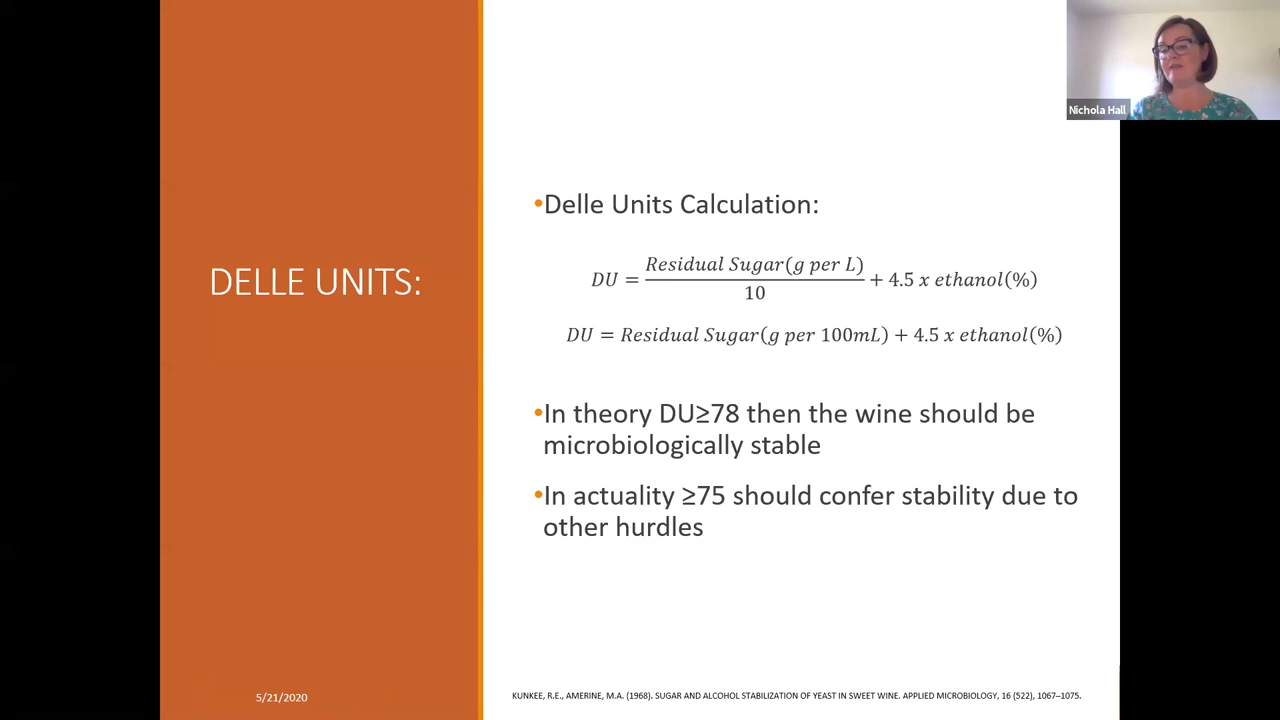 Nichola Hall
DELLE UNITS:
•Delle Units Calculation:
DU = Residual Sugar(g per L) / 10 + 4.5 x ethanol(%)
DU = Residual Sugar(g per 100mL) + 4.5 x ethanol(%)
•In theory DU≥78 then the wine should be
microbiologically stable
•In actuality ≥75 should confer stability due to
other hurdles
5/21/2020
KUNKEE, R.E., AMERINE, M.A. (1968). SUGAR AND ALCOHOL STABILIZATION OF YEAST IN SWEET WINE. APPLIED MICROBIOLOGY, 16 (522), 1067–1075.